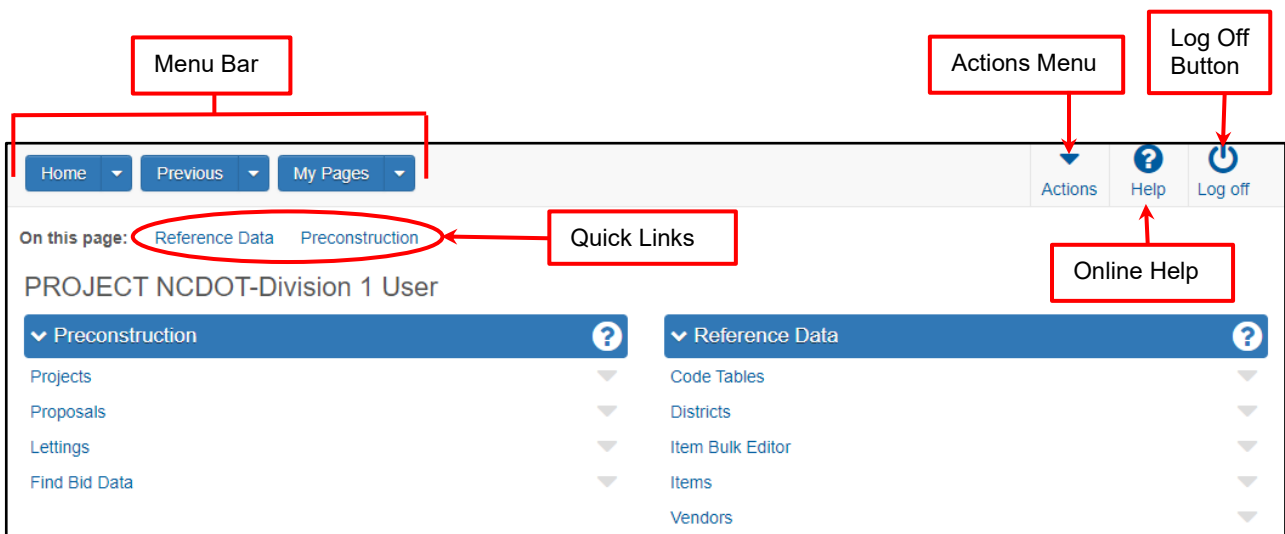 Menu Bar
Actions Menu
Log Off
Button
Home
Previous
My Pages
Actions
Help
Log off
On this page: Reference Data Preconstruction
Quick Links
Online Help
PROJECT NCDOT-Division 1 User
Preconstruction
?
Projects
Proposals
Lettings
Find Bid Data
Reference Data
?
Code Tables
Districts
Item Bulk Editor
Items
Vendors